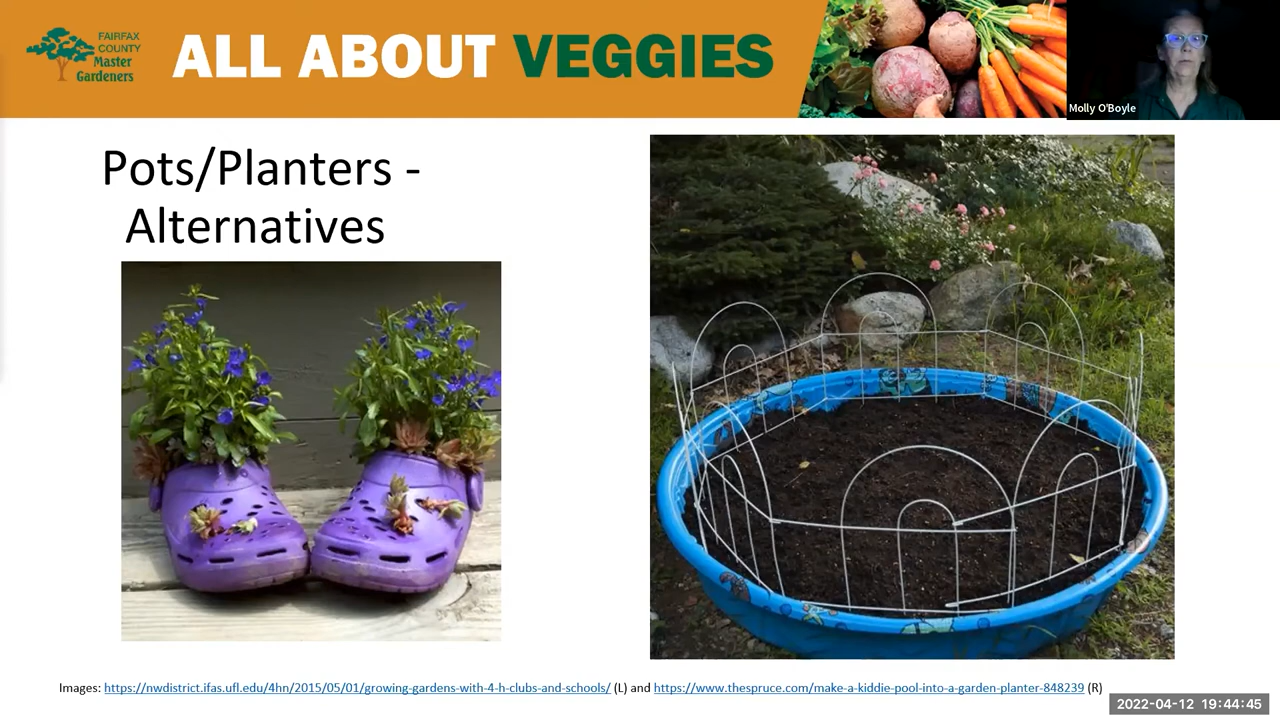 FAIRFAX
COUNTY
Master
Gardeners
ALL ABOUT VEGGIES
Molly O'Boyle
Pots/Planters -
Alternatives
Images: https://nwdistrict.ifas.ufl.edu/4hn/2015/05/01/growing-gardens-with-4-h-clubs-and-schools/ (L) and https://www.thespruce.com/make-a-kiddie-pool-into-a-garden-planter-848239 (R)
2022-04-12 19:44:45